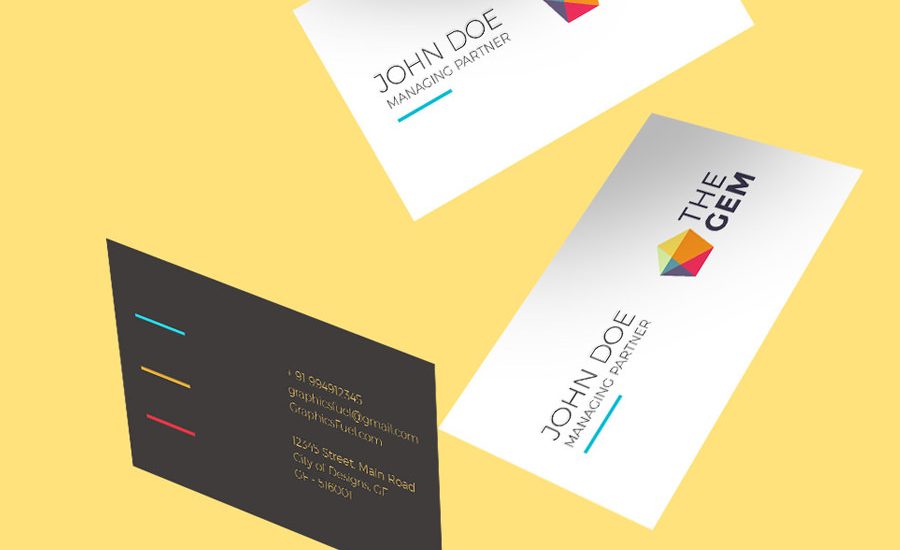 JOHN DOE
MANAGING PARTNER
THE
GEM
JOHN DOE
MANAGING PARTNER
+ 91 994912345
graphicsfuel@gmail.com
GraphicsFuel.com
12345 Street, Main Road
City of Designs, GF
GF - 516001